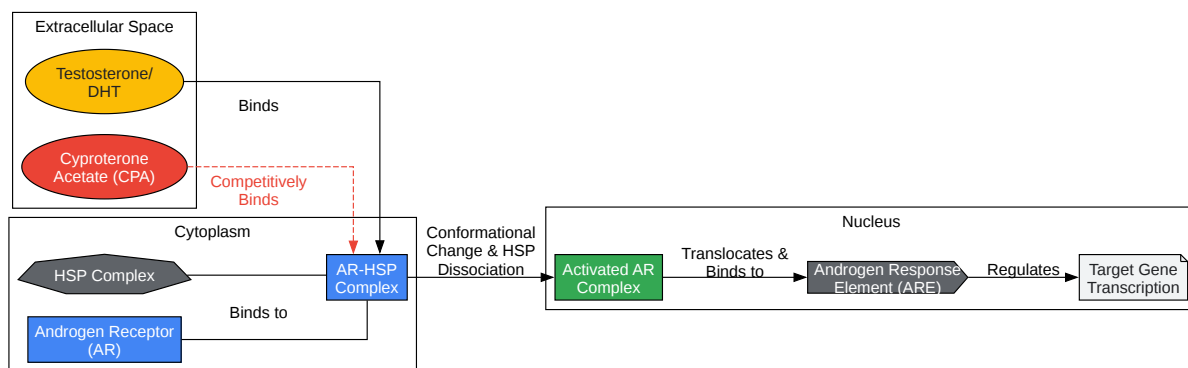 Extracellular Space
Testosterone/
DHT
Binds
Cyproterone
Acetate (CPA)
Competitively
Binds
Cytoplasm
HSP Complex
AR-HSP
Complex
Binds to
Androgen Receptor
(AR)
Conformational
Change & HSP
Dissociation
Nucleus
Activated AR
Complex
Translocates &
Binds to
Androgen Response
Element (ARE)
Regulates
Target Gene
Transcription